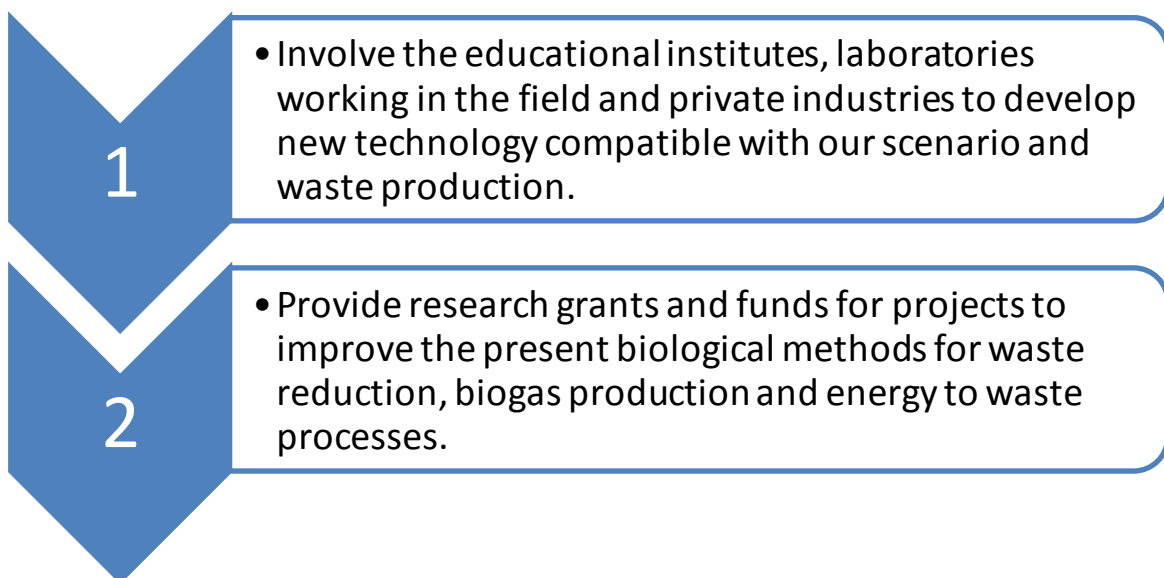 1
• Involve the educational institutes, laboratories
working in the field and private industries to develop
new technology compatible with our scenario and
waste production.
2
• Provide research grants and funds for projects to
improve the present biological methods for waste
reduction, biogas production and energy to waste
processes.